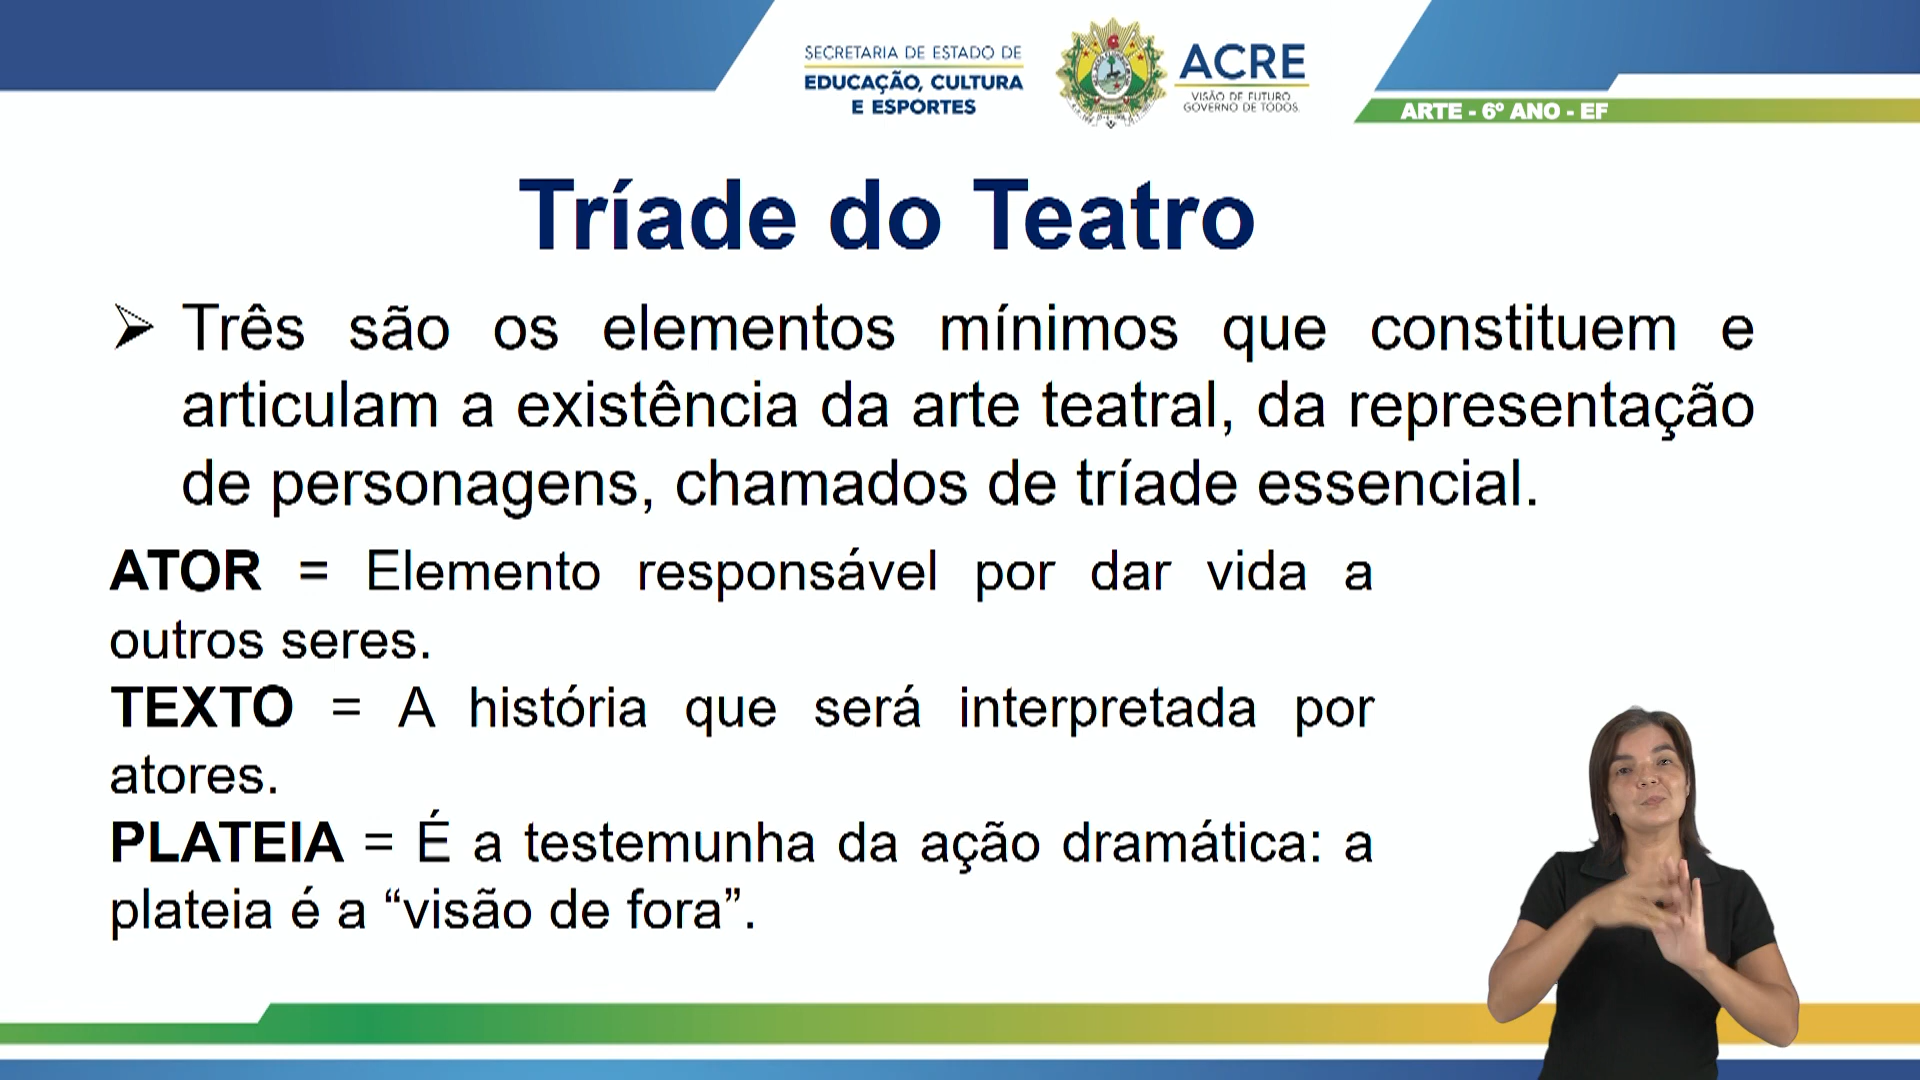 SECRETARIA DE ESTADO DE
EDUCAÇÃO, CULTURA
E ESPORTES
ACRE
VISÃO DE FUTURO
GOVERNO DE TODOS
ARTE - 6º ANO - EF
Tríade do Teatro
➢ Três são os elementos mínimos que constituem e
articulam a existência da arte teatral, da representação
de personagens, chamados de tríade essencial.
ATOR = Elemento responsável por dar vida a
outros seres.
TEXTO = A história que será interpretada por
atores.
PLATEIA = É a testemunha da ação dramática: a
plateia é a “visão de fora”.